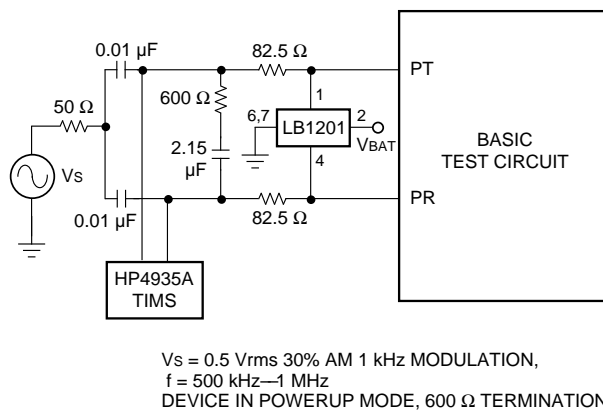 0.01 µF
82.5 Ω
PT
600 Ω
50 Ω
1
6,7
LB1201
2
VBAT
BASIC
TEST CIRCUIT
2.15
µF
VS
4
PR
0.01 µF
82.5 Ω
HP4935A
TIMS
VS = 0.5 Vrms 30% AM 1 kHz MODULATION,
f = 500 kHz—1 MHz
DEVICE IN POWERUP MODE, 600 Ω TERMINATION